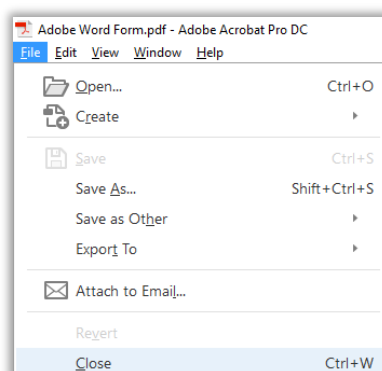 Adobe Word Form.pdf - Adobe Acrobat Pro DC
File Edit View Window Help
Open... Ctrl+O
Create
Save Ctrl+S
Save As... Shift+Ctrl+S
Save as Other
Export To
Attach to Email...
Revert
Close Ctrl+W